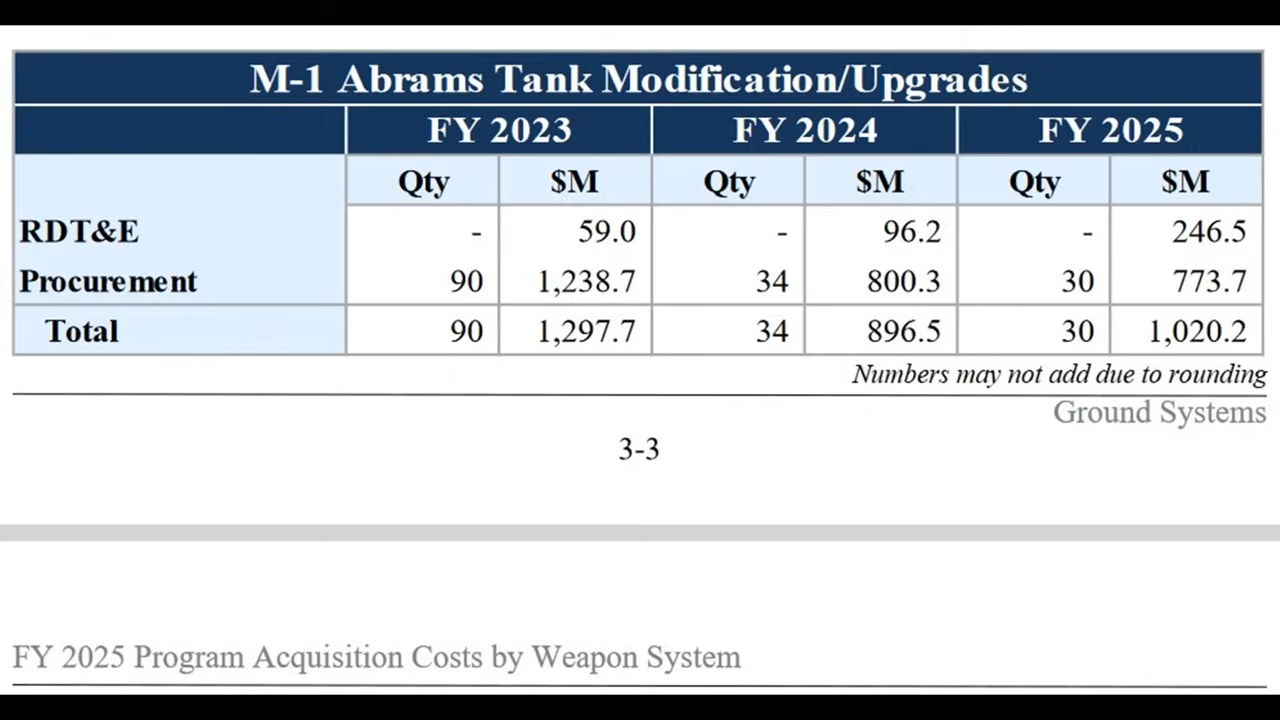 M-1 Abrams Tank Modification/Upgrades
FY 2023 FY 2024 FY 2025
Qty $M Qty $M Qty $M
RDT&E - 59.0 - 96.2 - 246.5
Procurement 90 1,238.7 34 800.3 30 773.7
Total 90 1,297.7 34 896.5 30 1,020.2
Numbers may not add due to rounding
Ground Systems
3-3
FY 2025 Program Acquisition Costs by Weapon System